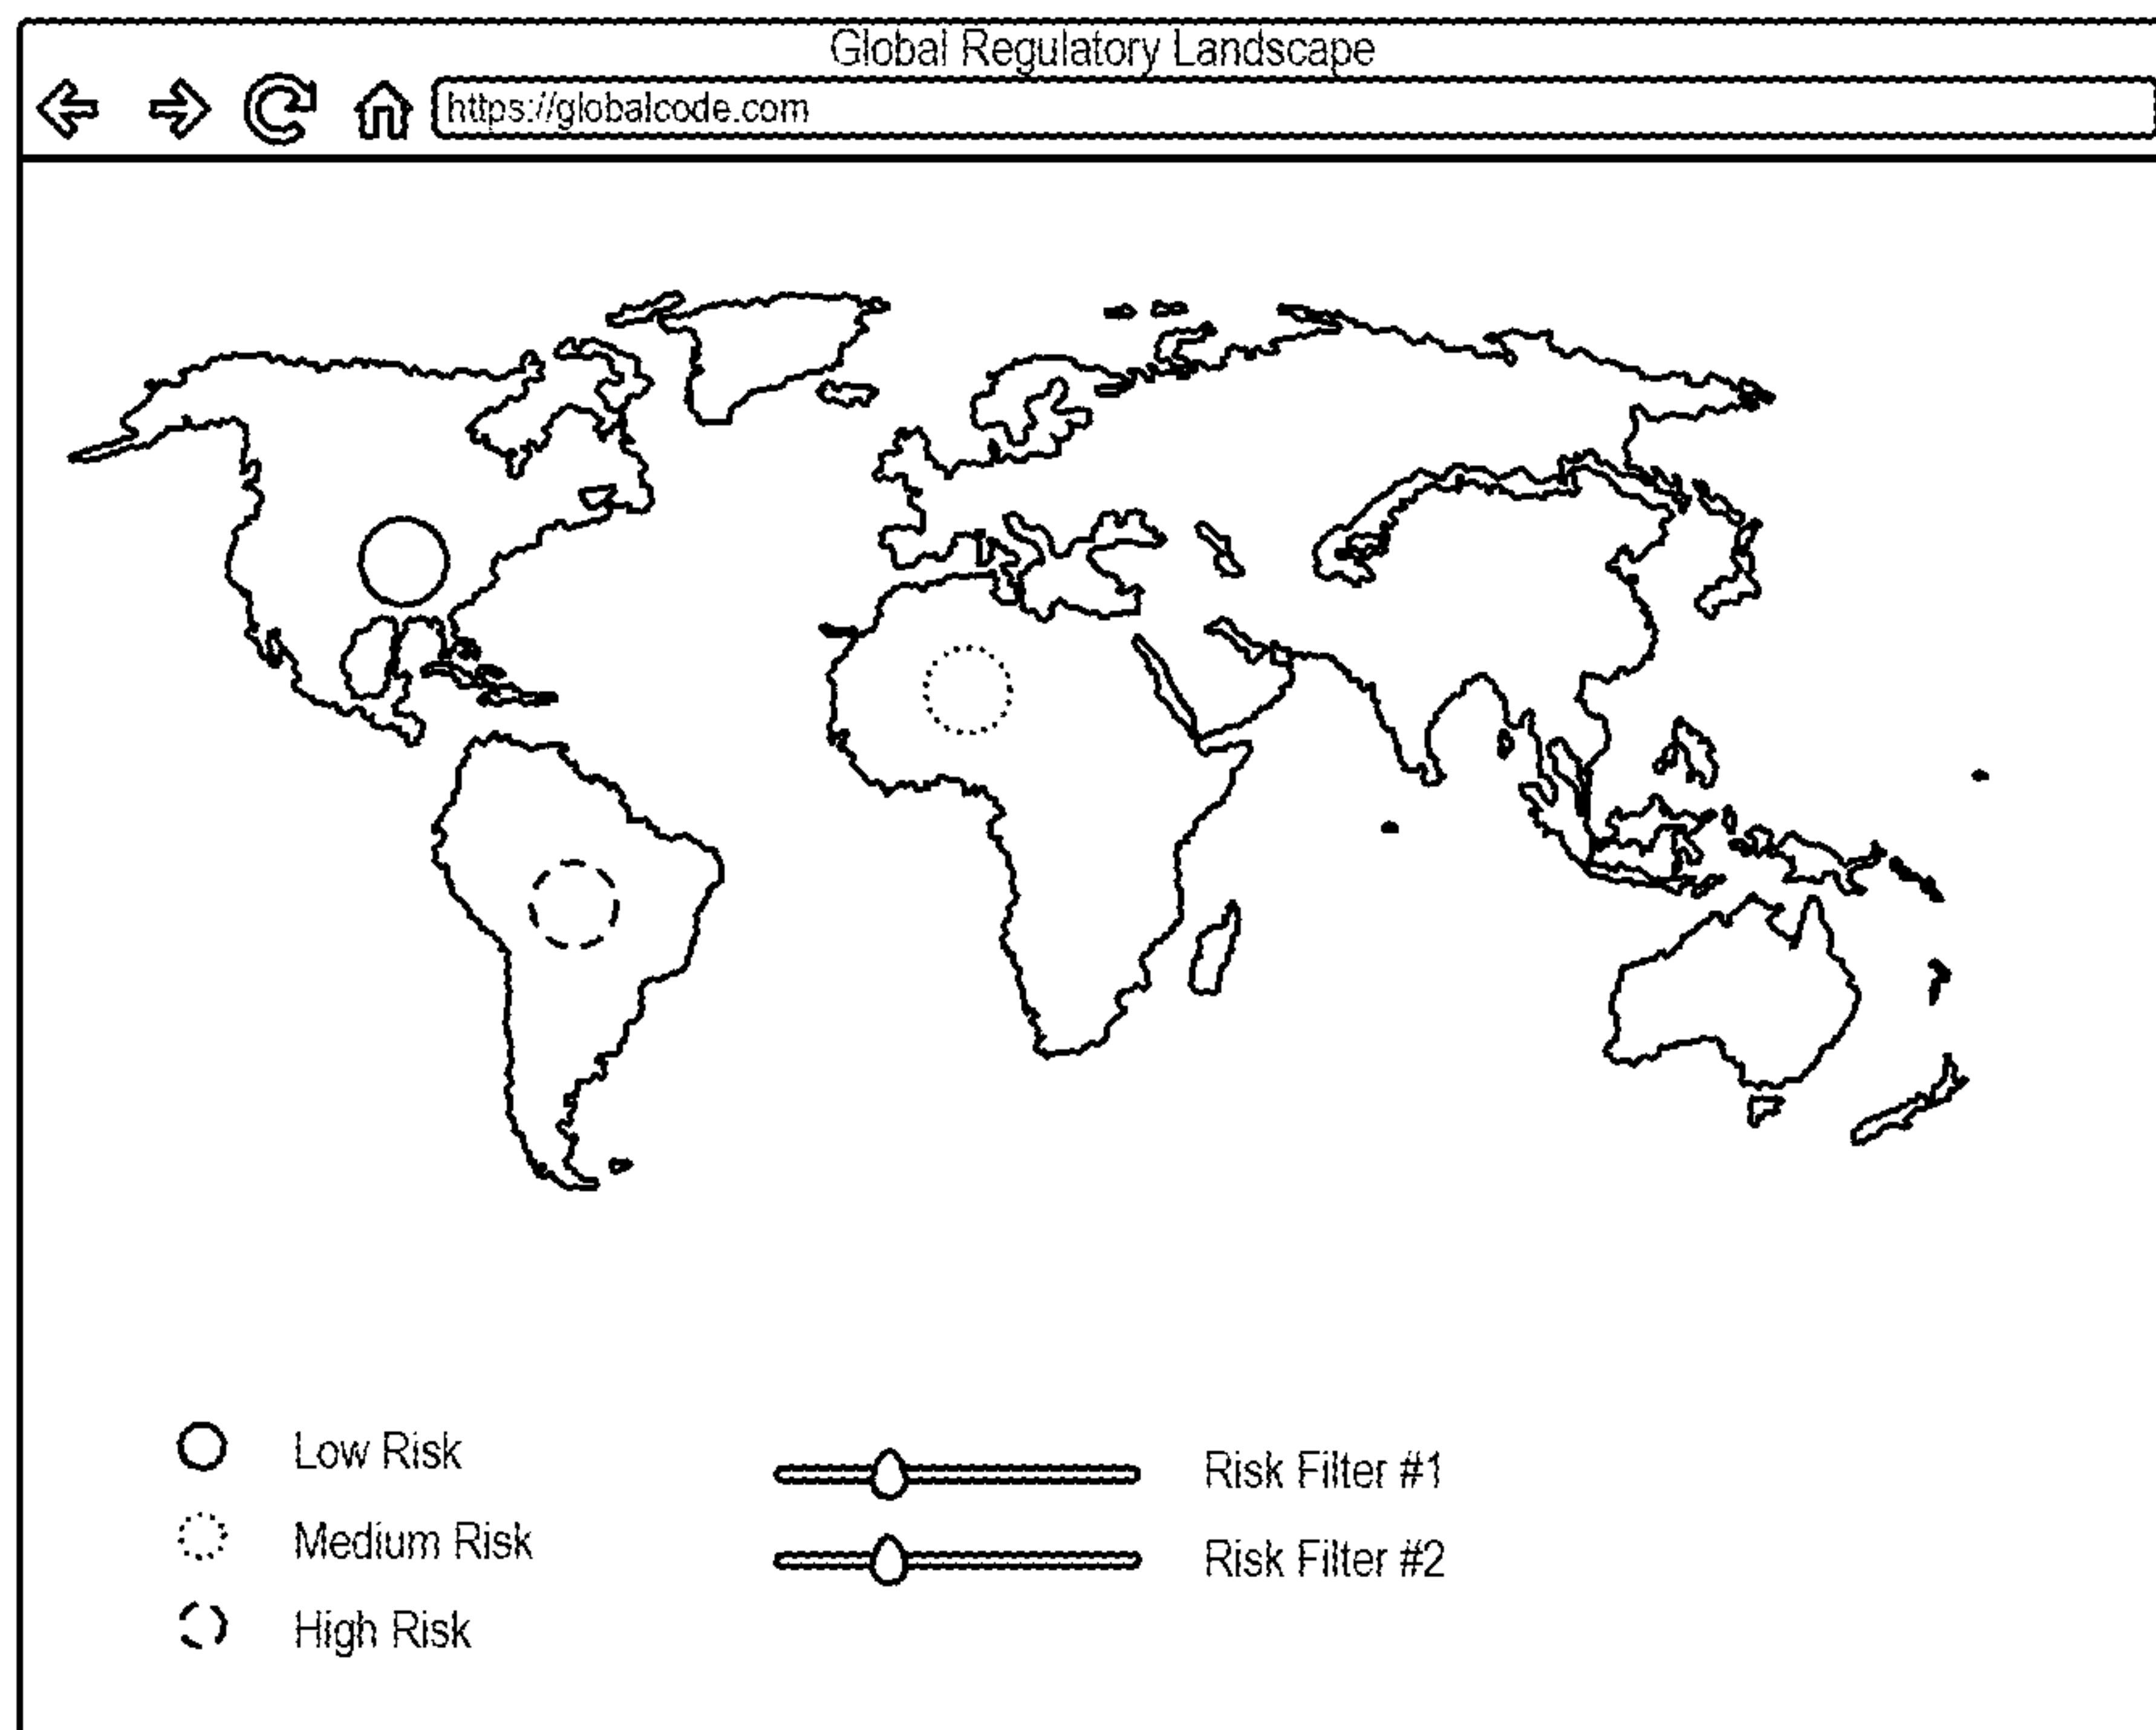 Global Regulatory Landscape
https://globalcode.com
Low Risk
Medium Risk
High Risk
Risk Filter #1
Risk Filter #2